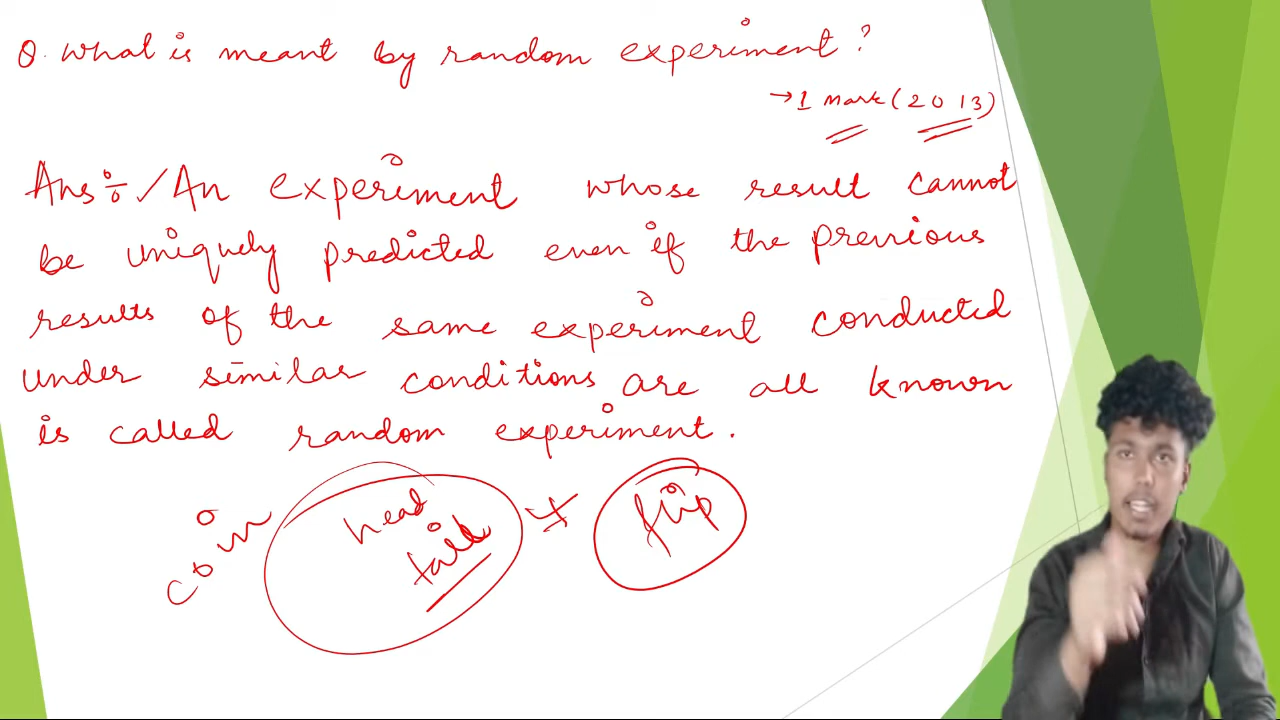 Q. What is meant by random experiment?
→ 1 mark (2013)
Ans:- / An experiment whose result cannot
be uniquely predicted even if the previous
results of the same experiment conducted
under similar conditions are all known
is called random experiment.
coin head flip
tail